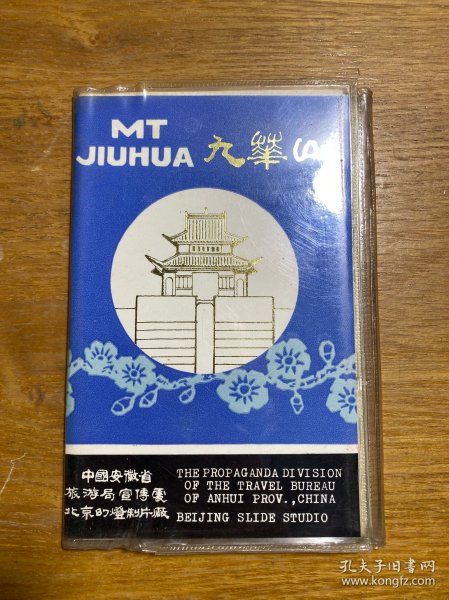 MT
JIUHUA 九華山
中國安徽省
旅游局宣傳處
北京幻燈制片廠
THE PROPAGANDA DIVISION
OF THE TRAVEL BUREAU
OF ANHUI PROV.,CHINA
BEIJING SLIDE STUDIO
孔夫子旧书网
www.kongfz.com